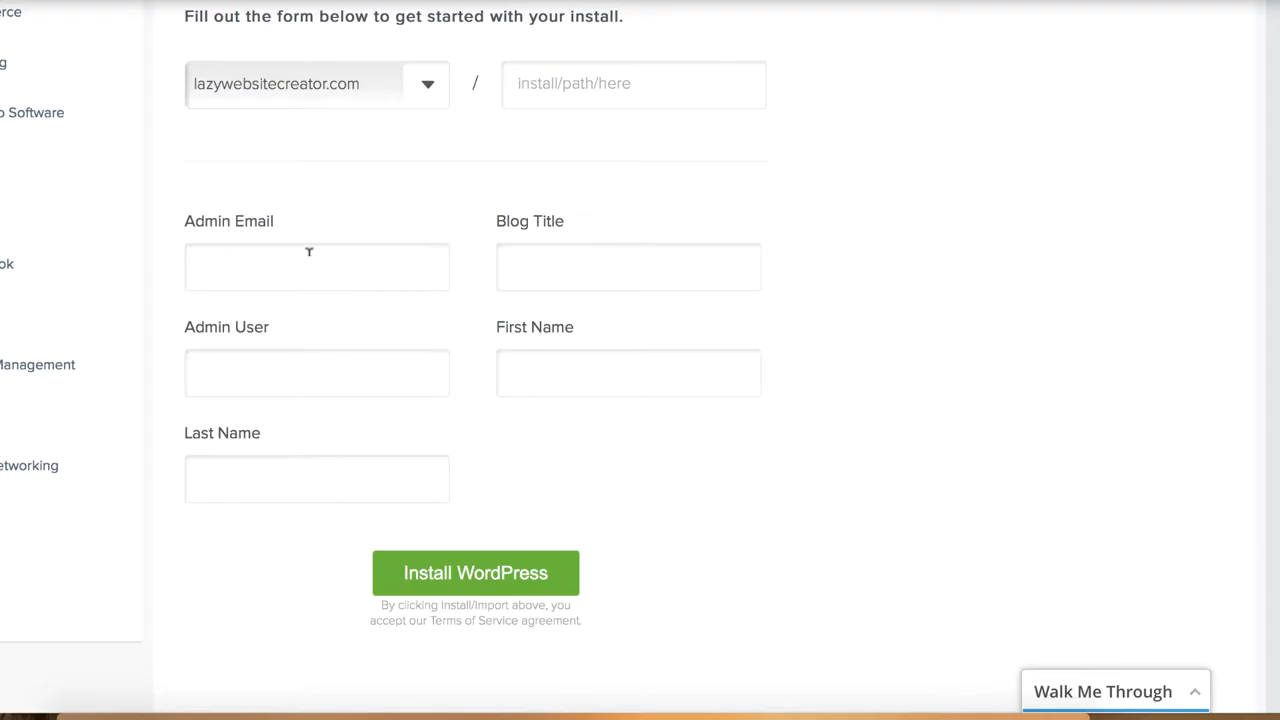 erce
Fill out the form below to get started with your install.
g
lazywebsitecreator.com / install/path/here
o Software
Admin Email Blog Title
ok
Admin User First Name
Management
Last Name
etworking
Install WordPress
By clicking Install/Import above, you
accept our Terms of Service agreement.
Walk Me Through